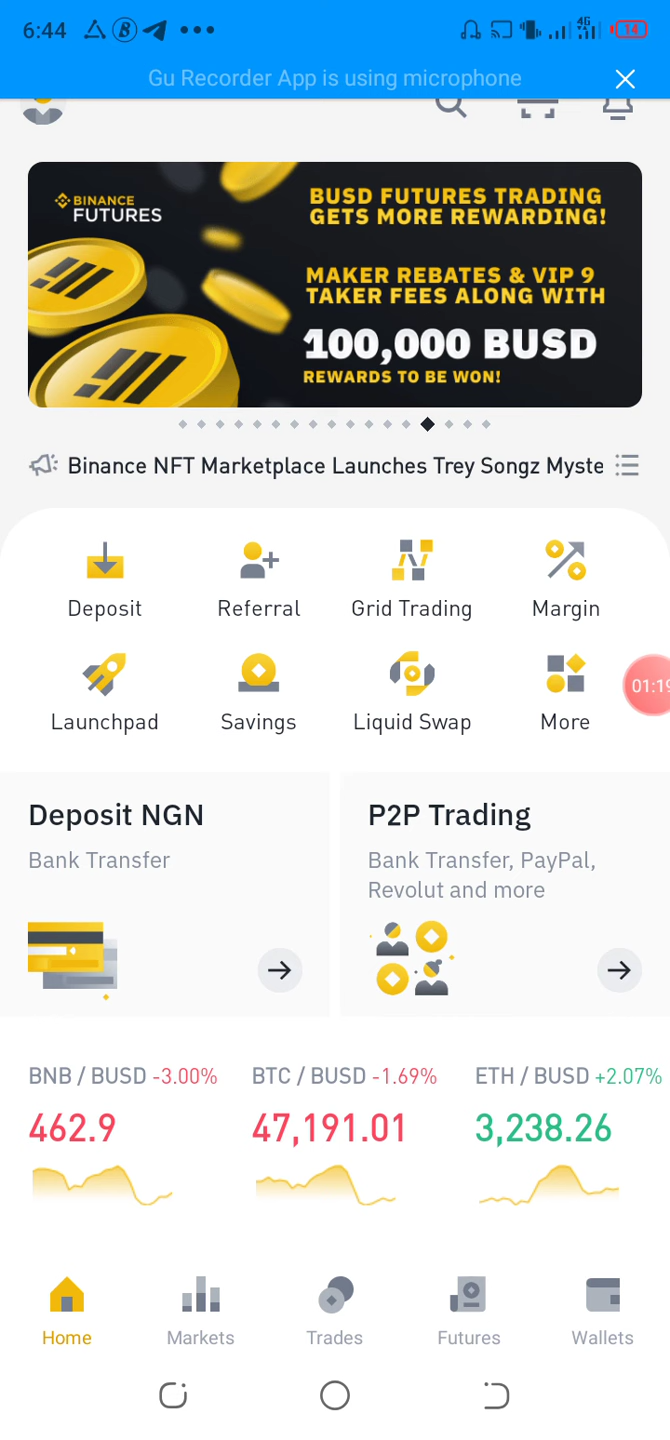 6:44
4G
14
Gu Recorder App is using microphone
BINANCE
FUTURES
BUSD FUTURES TRADING
GETS MORE REWARDING!
MAKER REBATES & VIP 9
TAKER FEES ALONG WITH
100,000 BUSD
REWARDS TO BE WON!
Binance NFT Marketplace Launches Trey Songz Myste
Deposit
Referral
Grid Trading
Margin
Launchpad
Savings
Liquid Swap
More
01:19
Deposit NGN
Bank Transfer
P2P Trading
Bank Transfer, PayPal,
Revolut and more
BNB / BUSD -3.00%
BTC / BUSD -1.69%
ETH / BUSD +2.07%
462.9
47,191.01
3,238.26
Home
Markets
Trades
Futures
Wallets